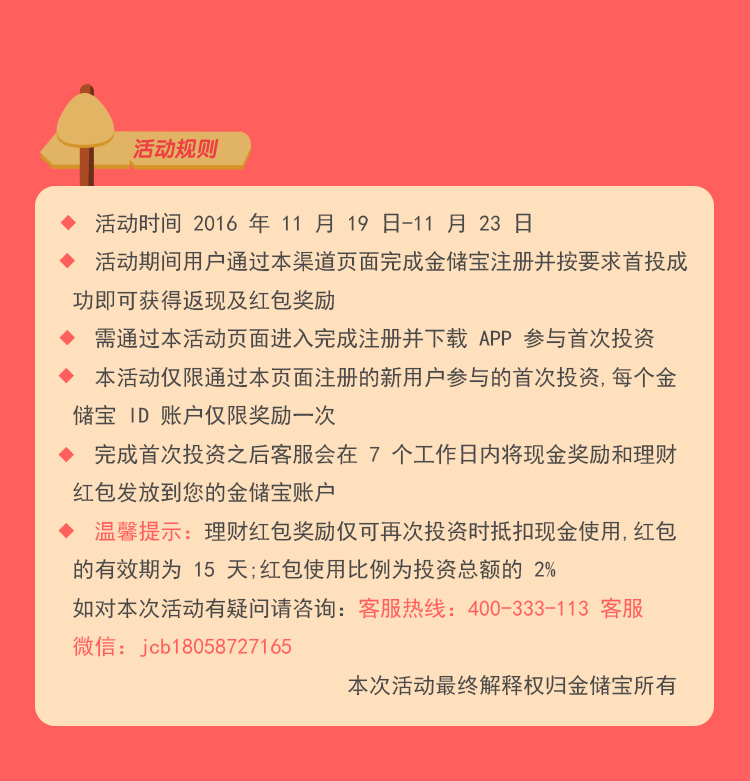 活动规则
◆ 活动时间 2016 年 11 月 19 日-11 月 23 日
◆ 活动期间用户通过本渠道页面完成金储宝注册并按要求首投成
功即可获得返现及红包奖励
◆ 需通过本活动页面进入完成注册并下载 APP 参与首次投资
◆ 本活动仅限通过本页面注册的新用户参与的首次投资,每个金
储宝 ID 账户仅限奖励一次
◆ 完成首次投资之后客服会在 7 个工作日内将现金奖励和理财
红包发放到您的金储宝账户
◆ 温馨提示：理财红包奖励仅可再次投资时抵扣现金使用,红包
的有效期为 15 天;红包使用比例为投资总额的 2%
如对本次活动有疑问请咨询：客服热线：400-333-113 客服
微信：jcb18058727165
本次活动最终解释权归金储宝所有